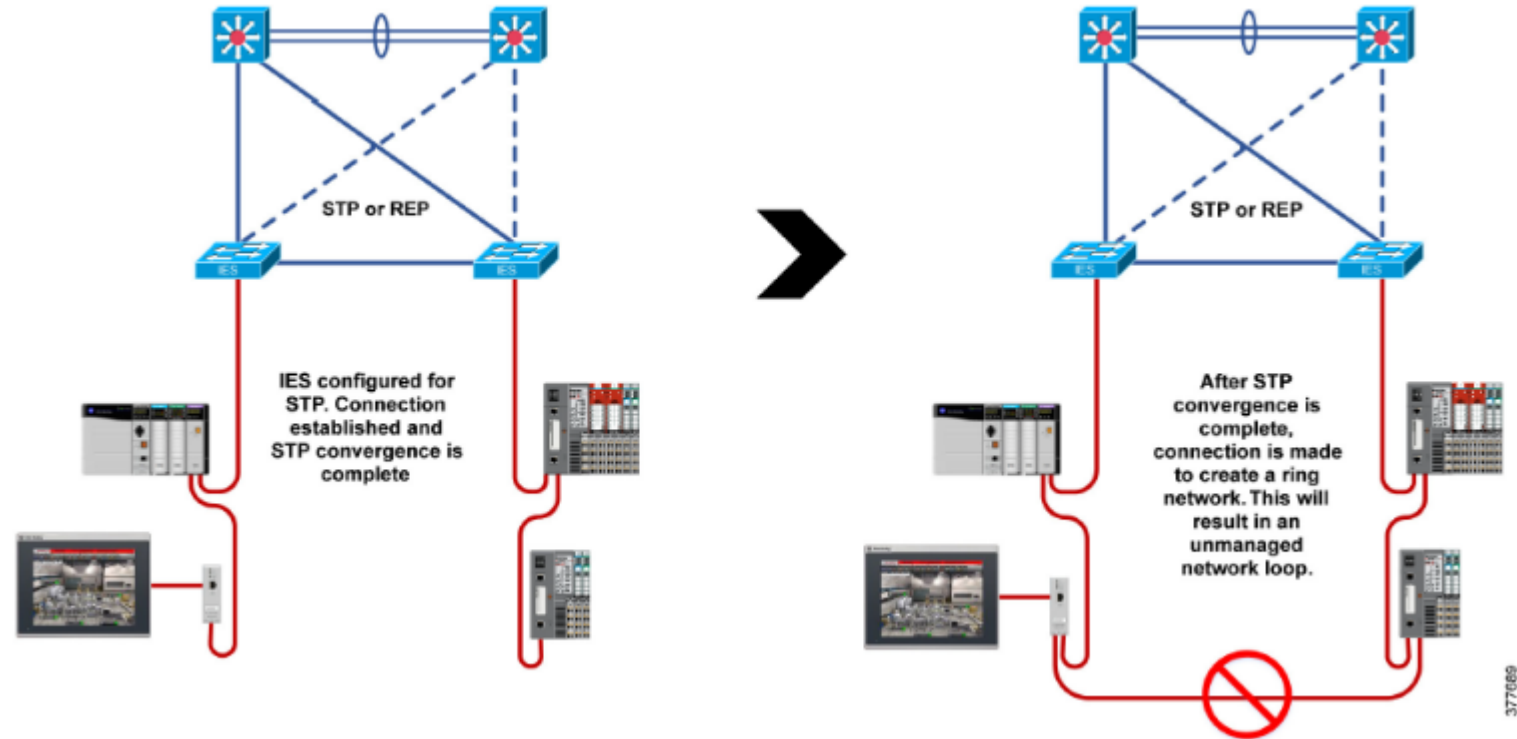 STP or REP
IES
IES
IES configured for
STP. Connection
established and
STP convergence is
complete
STP or REP
IES
IES
After STP
convergence is
complete,
connection is made
to create a ring
network. This will
result in an
unmanaged
network loop.
377689